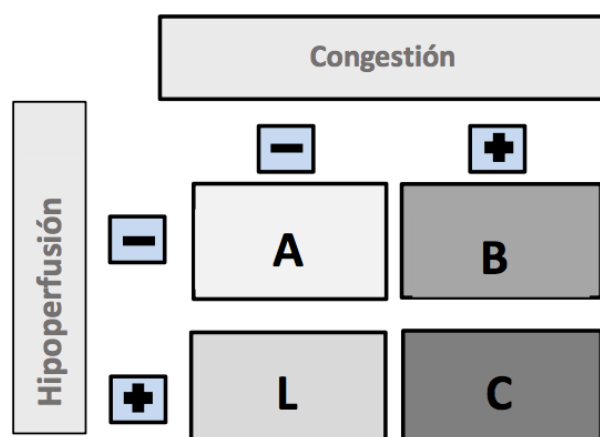 Congestión
− +
Hipoperfusión
− A B
+ L C